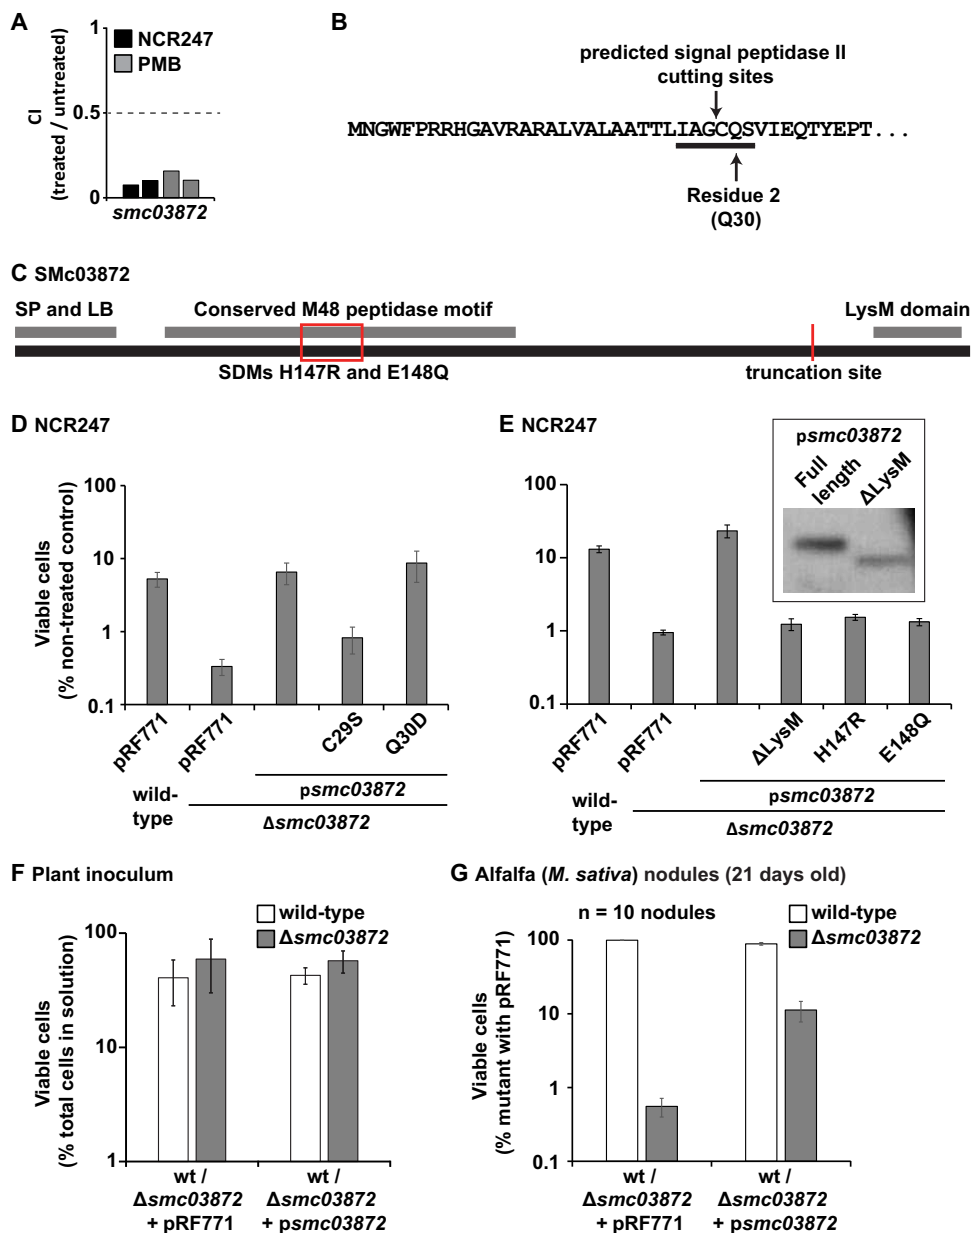 A
1
NCR247
PMB
0.5
0
CI
(treated / untreated)
smc03872
B
predicted signal peptidase II
cutting sites
MNGWFPRRHGAVRARALVALAATTLIAGCQSVIEQTYEPT...
Residue 2
(Q30)
C SMc03872
SP and LB
Conserved M48 peptidase motif
LysM domain
SDMs H147R and E148Q
truncation site
D NCR247
Viable cells
(% non-treated control)
100
10
1
0.1
pRF771
pRF771
C29S
Q30D
psmc03872
wild-
type
Δsmc03872
E NCR247
psmc03872
Full
length
ΔLysM
100
10
1
0.1
pRF771
pRF771
ΔLysM
H147R
E148Q
psmc03872
wild-
type
Δsmc03872
F Plant inoculum
wild-type
Δsmc03872
Viable cells
(% total cells in solution)
100
10
1
wt /
Δsmc03872
+ pRF771
wt /
Δsmc03872
+ psmc03872
G Alfalfa (M. sativa) nodules (21 days old)
n = 10 nodules
wild-type
Δsmc03872
Viable cells
(% mutant with pRF771)
100
10
1
0.1
wt /
Δsmc03872
+ pRF771
wt /
Δsmc03872
+ psmc03872